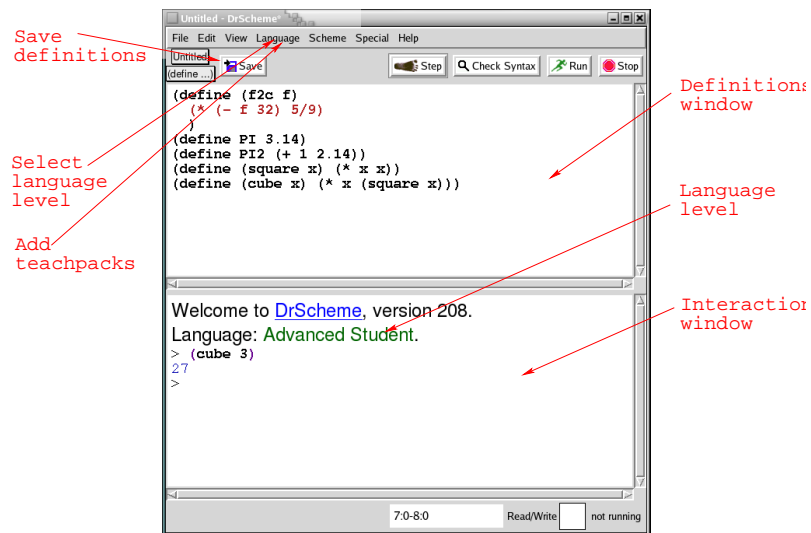 Untitled - DrScheme*
File Edit View Language Scheme Special Help
Save
definitions
Untitled
(define ...)
Save
Step
Check Syntax
Run
Stop
(define (f2c f)
(* (- f 32) 5/9)
)
(define PI 3.14)
(define PI2 (+ 1 2.14))
(define (square x) (* x x))
(define (cube x) (* x (square x)))
Definitions
window
Select
language
level
Language
level
Add
teachpacks
Welcome to DrScheme, version 208.
Language: Advanced Student.
> (cube 3)
27
>
Interaction
window
7:0-8:0
Read/Write
not running